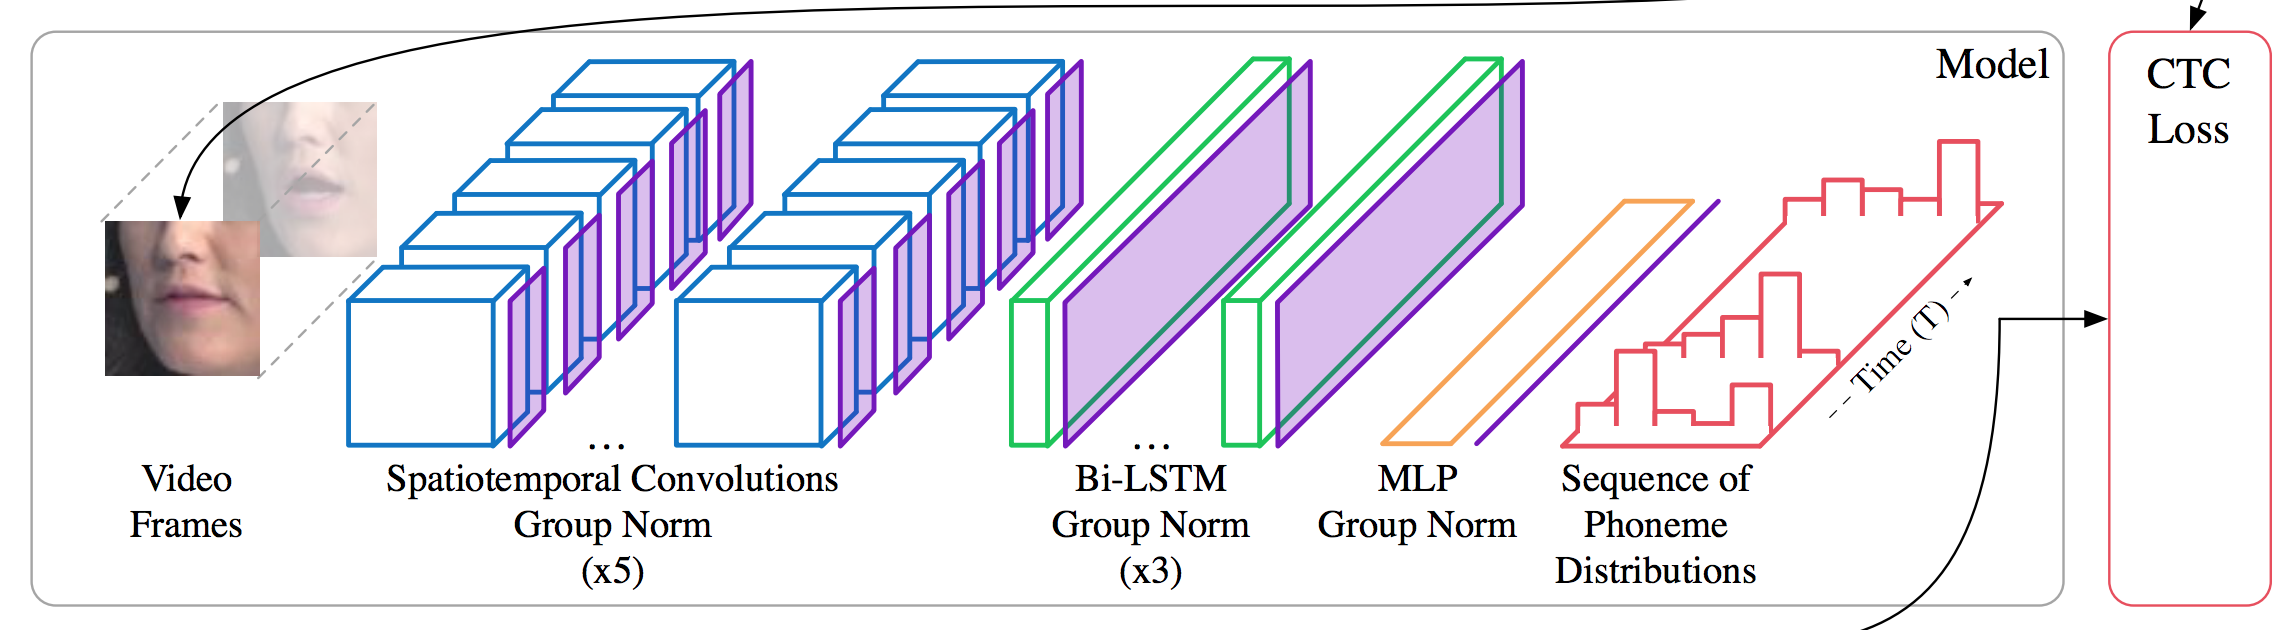 Model
CTC
Loss
Time (T)
...
...
Video
Frames
Spatiotemporal Convolutions
Group Norm
(x5)
Bi-LSTM
Group Norm
(x3)
MLP
Group Norm
Sequence of
Phoneme
Distributions